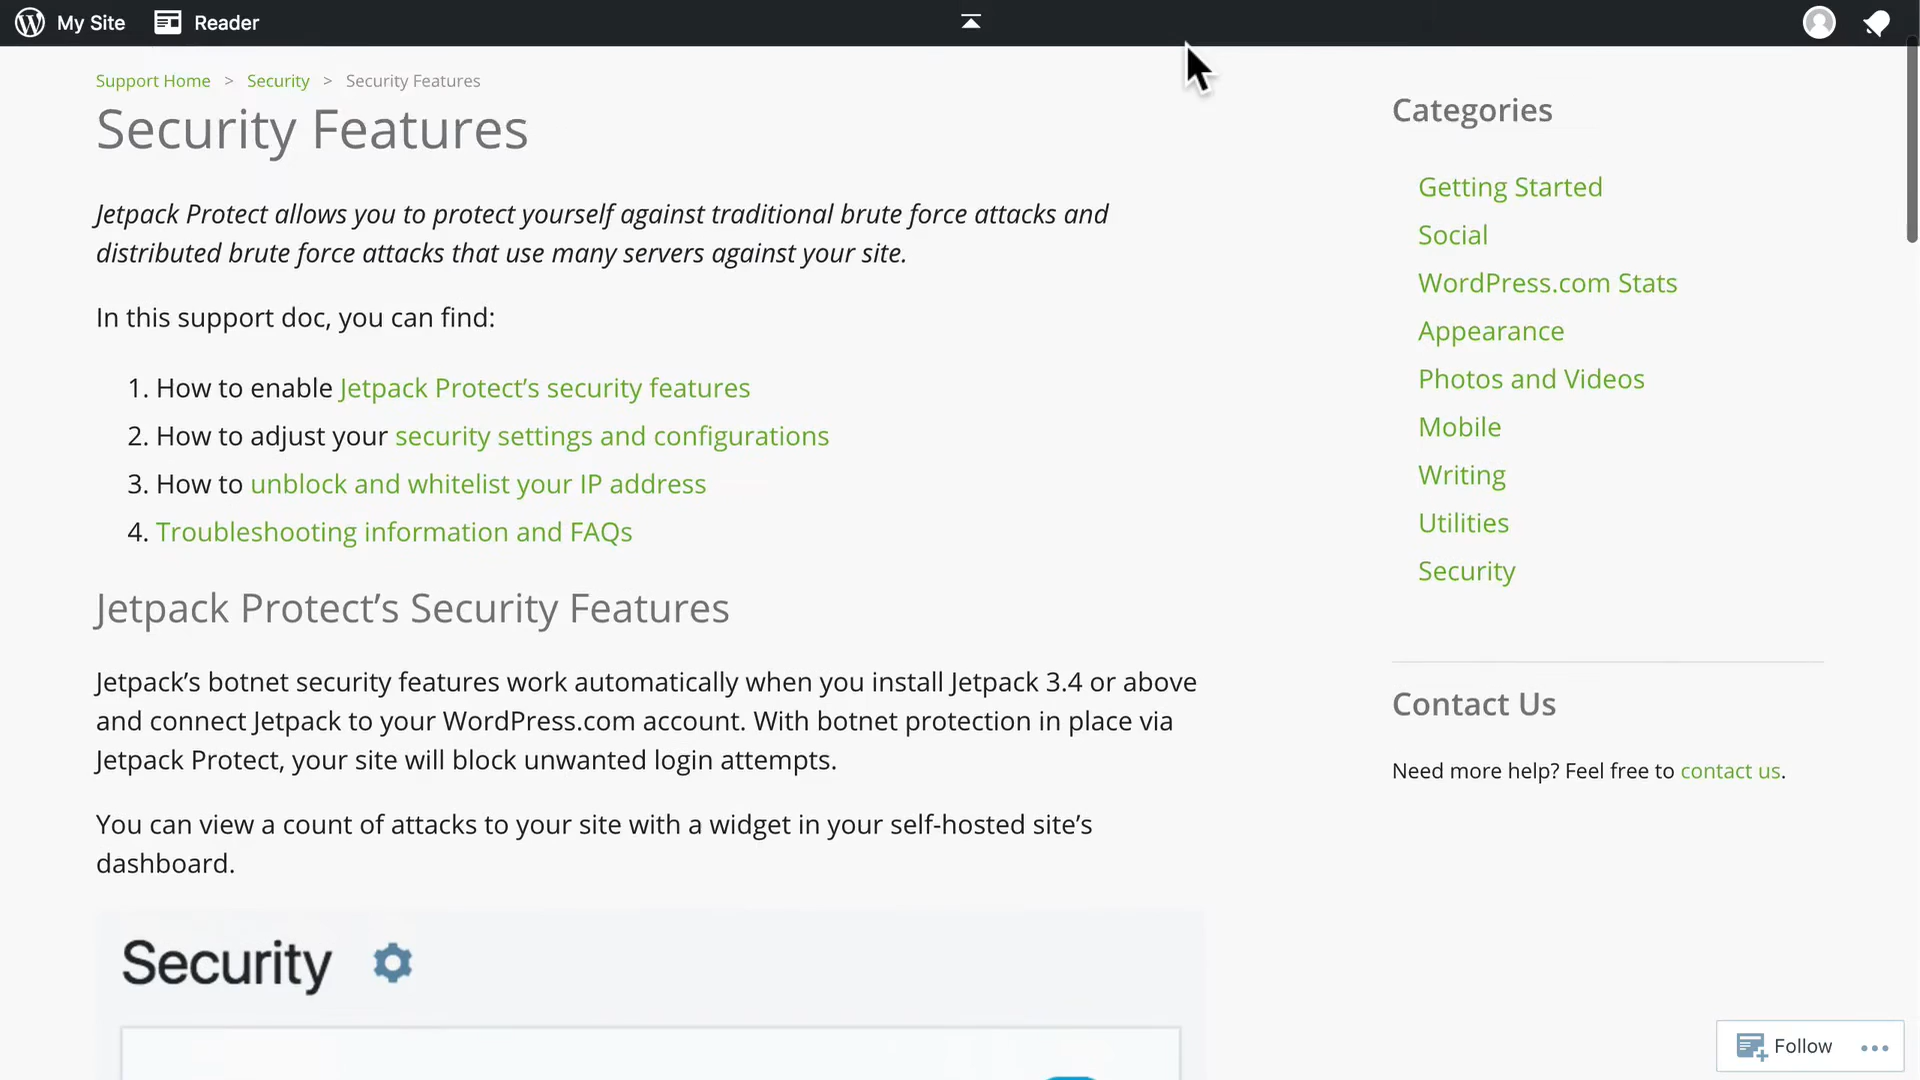 My Site
Reader
Support Home > Security > Security Features
Security Features
Jetpack Protect allows you to protect yourself against traditional brute force attacks and
distributed brute force attacks that use many servers against your site.
In this support doc, you can find:
1. How to enable Jetpack Protect’s security features
2. How to adjust your security settings and configurations
3. How to unblock and whitelist your IP address
4. Troubleshooting information and FAQs
Jetpack Protect’s Security Features
Jetpack’s botnet security features work automatically when you install Jetpack 3.4 or above
and connect Jetpack to your WordPress.com account. With botnet protection in place via
Jetpack Protect, your site will block unwanted login attempts.
You can view a count of attacks to your site with a widget in your self-hosted site’s
dashboard.
Security
Categories
Getting Started
Social
WordPress.com Stats
Appearance
Photos and Videos
Mobile
Writing
Utilities
Security
Contact Us
Need more help? Feel free to contact us.
Follow